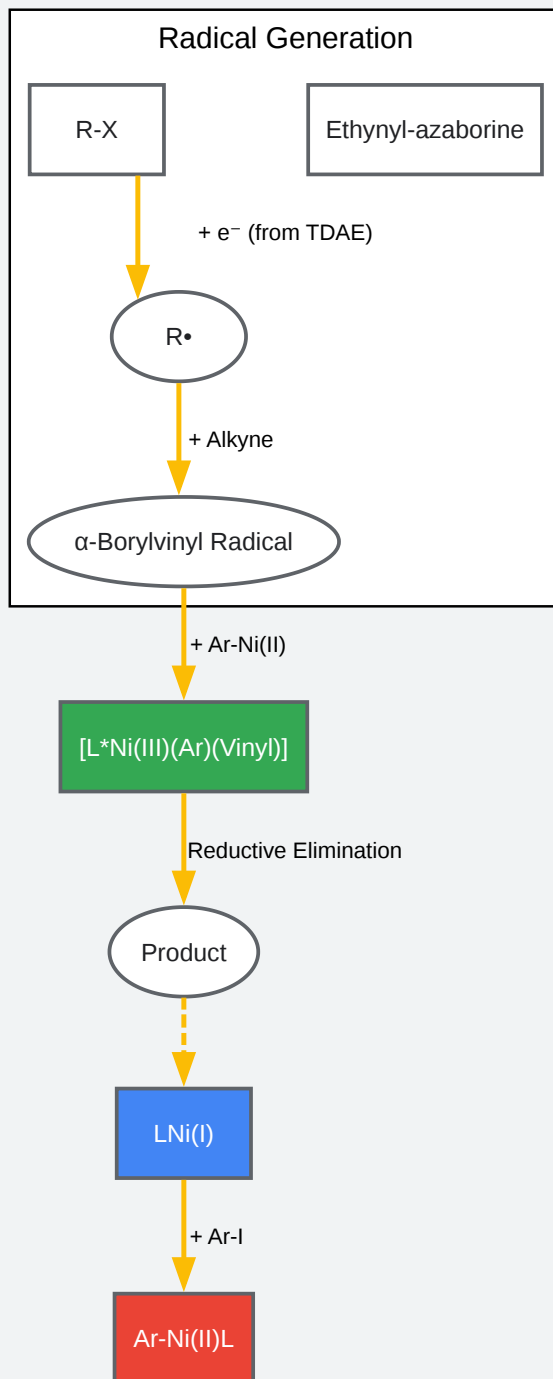 Radical Generation
R-X
Ethynyl-azaborine
+ e⁻ (from TDAE)
R•
+ Alkyne
α-Borylvinyl Radical
+ Ar-Ni(II)
[L*Ni(III)(Ar)(Vinyl)]
Reductive Elimination
Product
LNi(I)
+ Ar-I
Ar-Ni(II)L